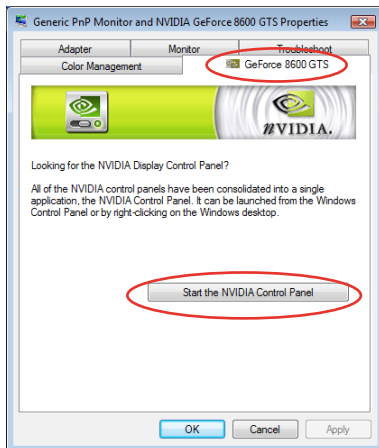 Generic PnP Monitor and NVIDIA GeForce 8600 GTS Properties
Adapter Monitor Troubleshoot
Color Management GeForce 8600 GTS
NVIDIA.
Looking for the NVIDIA Display Control Panel?
All of the NVIDIA control panels have been consolidated into a single
application, the NVIDIA Control Panel. It can be launched from the Windows
Control Panel or by right-clicking on the Windows desktop.
Start the NVIDIA Control Panel
OK Cancel Apply